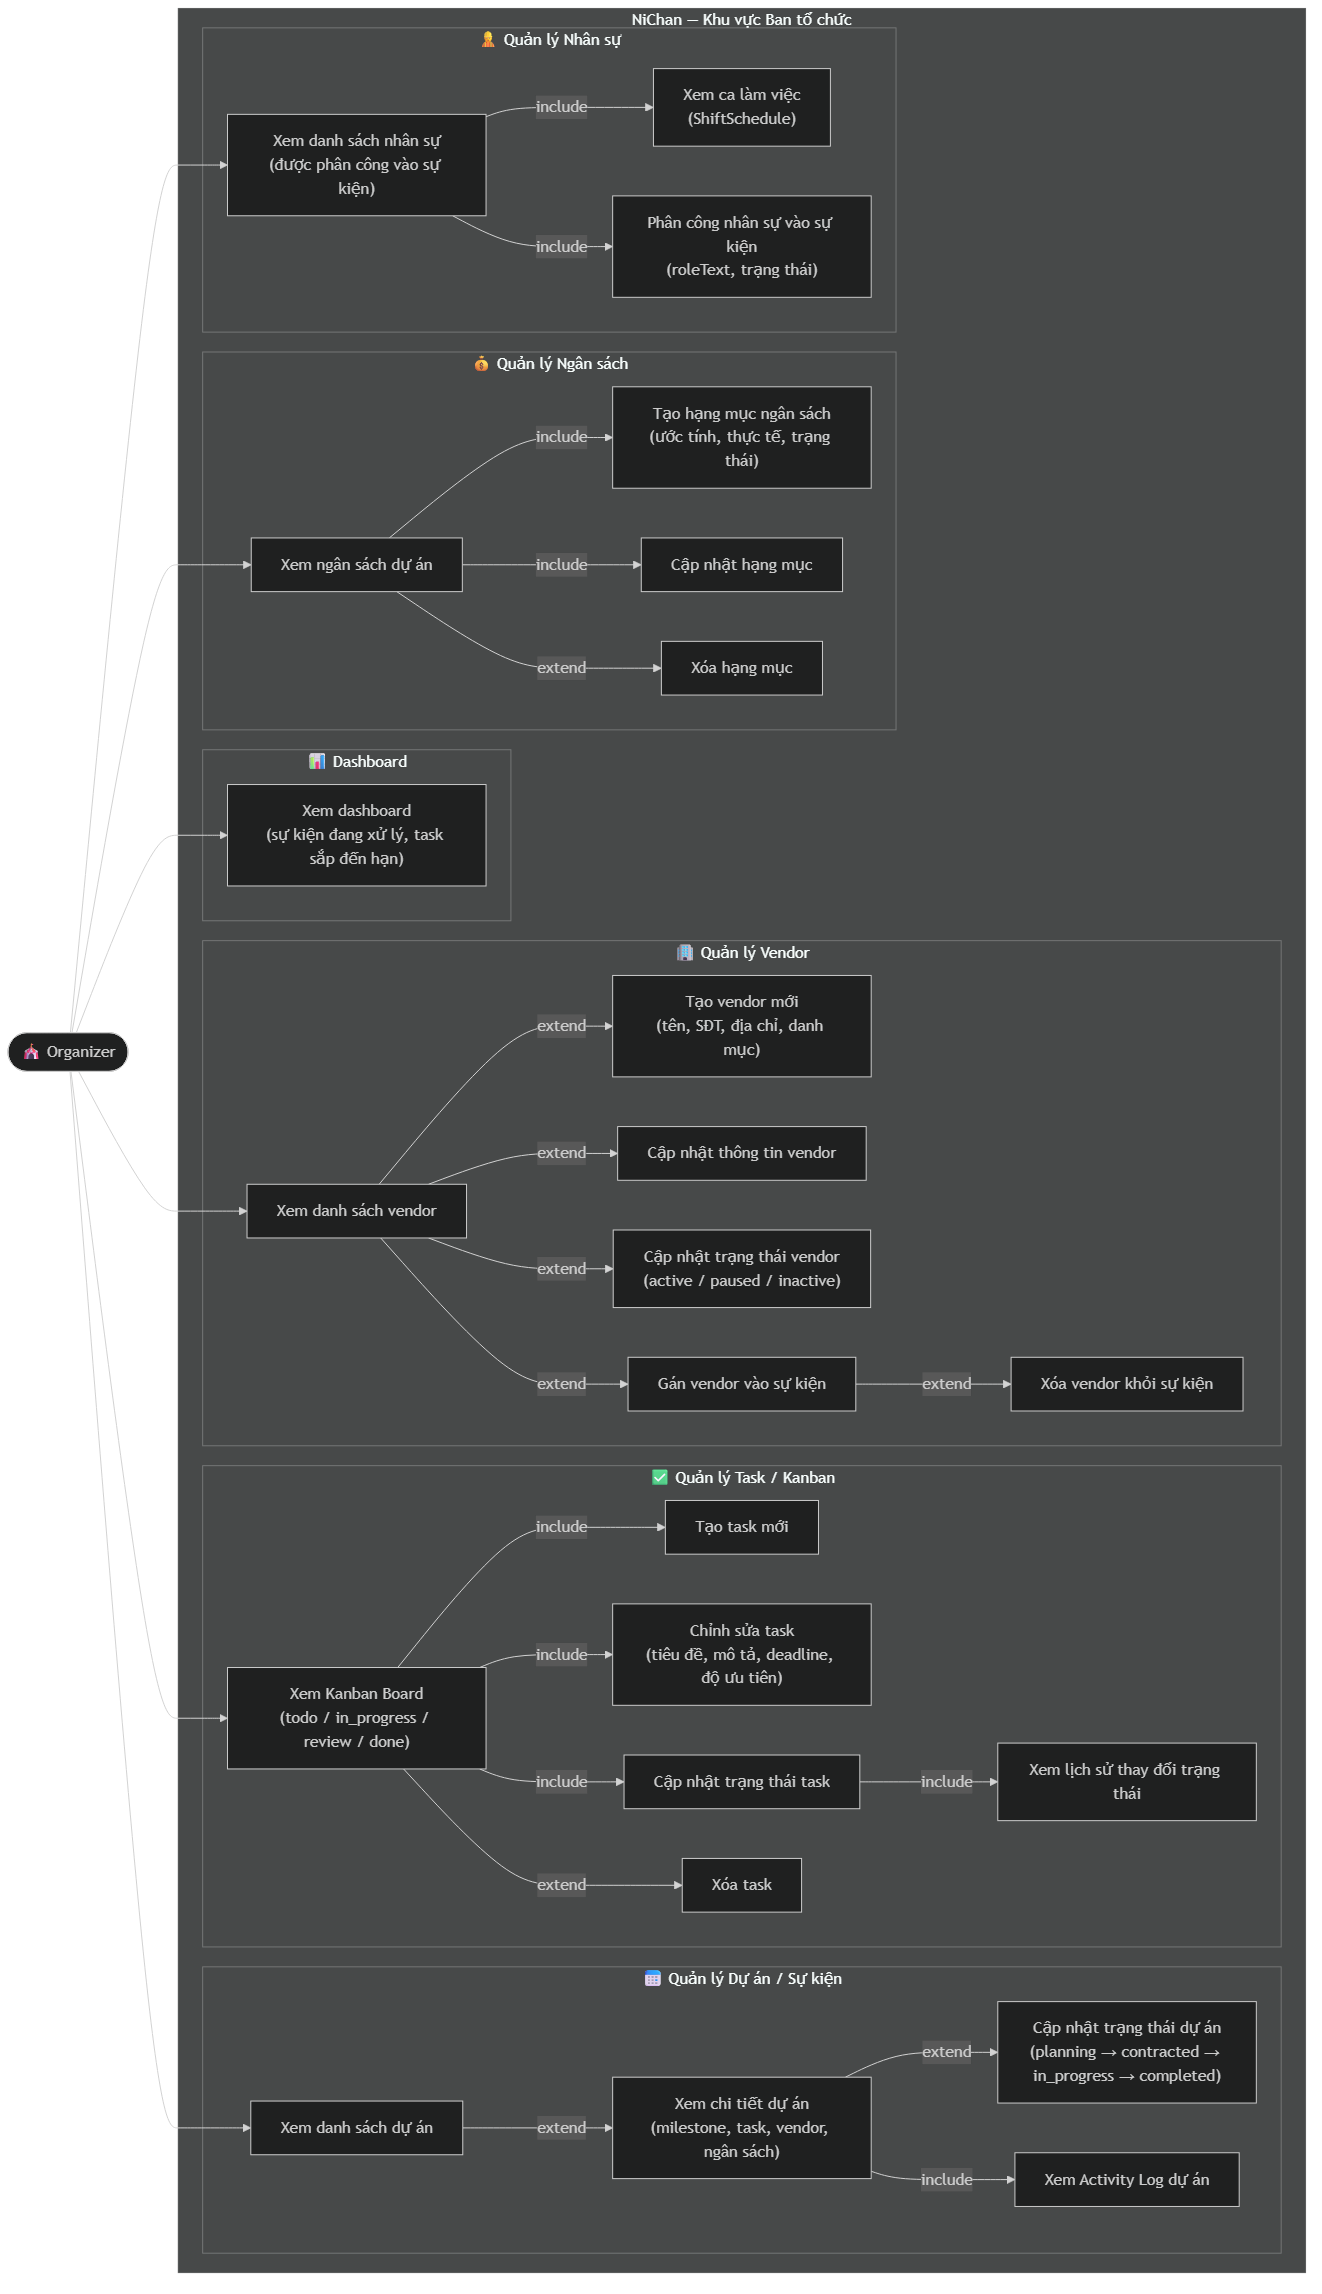 NiChan — Khu vực Ban tổ chức
Quản lý Nhân sự
Xem danh sách nhân sự
(được phân công vào sự
kiện)
include
Xem ca làm việc
(ShiftSchedule)
include
Phân công nhân sự vào sự
kiện
(roleText, trạng thái)
Quản lý Ngân sách
Xem ngân sách dự án
include
Tạo hạng mục ngân sách
(ước tính, thực tế, trạng
thái)
include
Cập nhật hạng mục
extend
Xóa hạng mục
Dashboard
Xem dashboard
(sự kiện đang xử lý, task
sắp đến hạn)
Organizer
Quản lý Vendor
Xem danh sách vendor
extend
Tạo vendor mới
(tên, SĐT, địa chỉ, danh
mục)
extend
Cập nhật thông tin vendor
extend
Cập nhật trạng thái vendor
(active / paused / inactive)
extend
Gán vendor vào sự kiện
extend
Xóa vendor khỏi sự kiện
Quản lý Task / Kanban
Xem Kanban Board
(todo / in_progress /
review / done)
include
Tạo task mới
include
Chỉnh sửa task
(tiêu đề, mô tả, deadline,
độ ưu tiên)
include
Cập nhật trạng thái task
include
Xem lịch sử thay đổi trạng
thái
extend
Xóa task
Quản lý Dự án / Sự kiện
Xem danh sách dự án
extend
Xem chi tiết dự án
(milestone, task, vendor,
ngân sách)
extend
Cập nhật trạng thái dự án
(planning → contracted →
in_progress → completed)
include
Xem Activity Log dự án